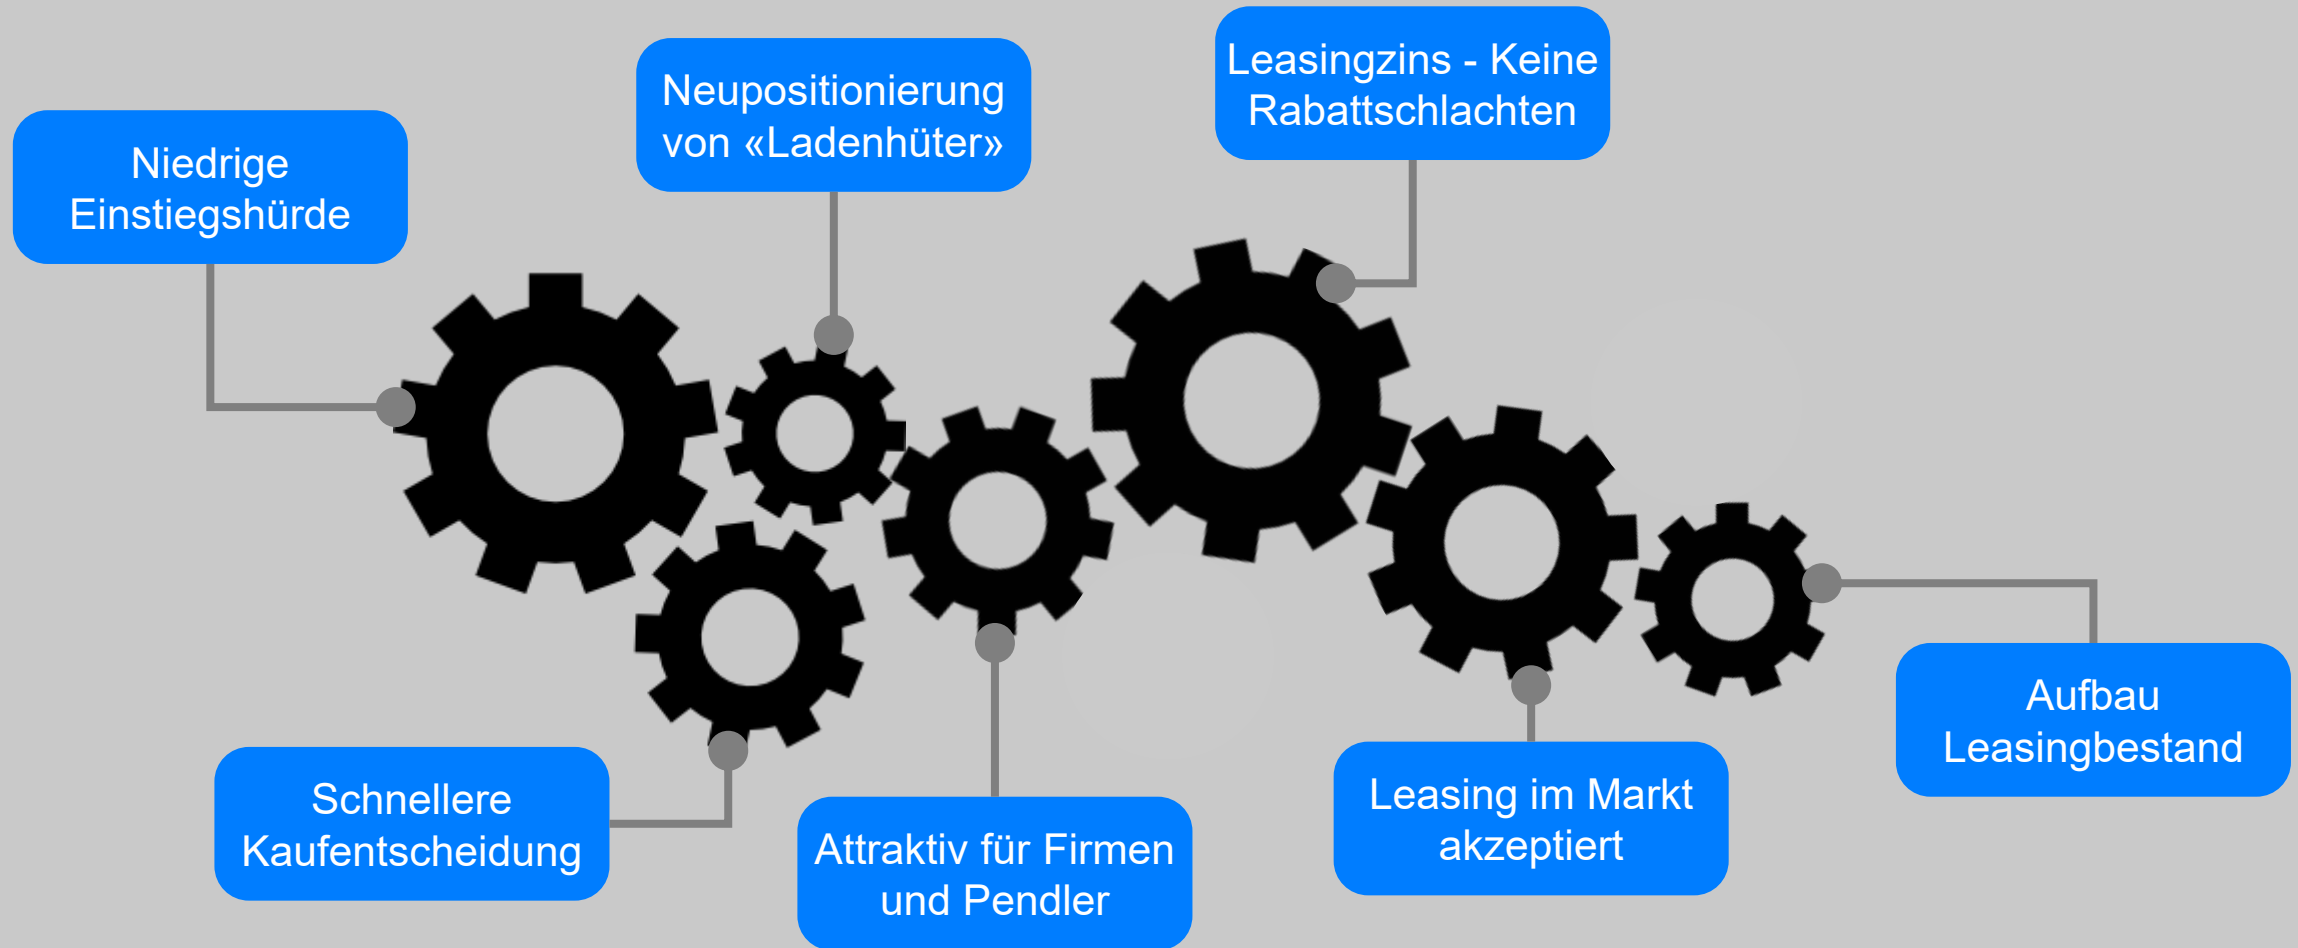 Niedrige
Einstiegshürde
Neupositionierung
von «Ladenhüter»
Leasingzins - Keine
Rabattschlachten
Schnellere
Kaufentscheidung
Attraktiv für Firmen
und Pendler
Leasing im Markt
akzeptiert
Aufbau
Leasingbestand